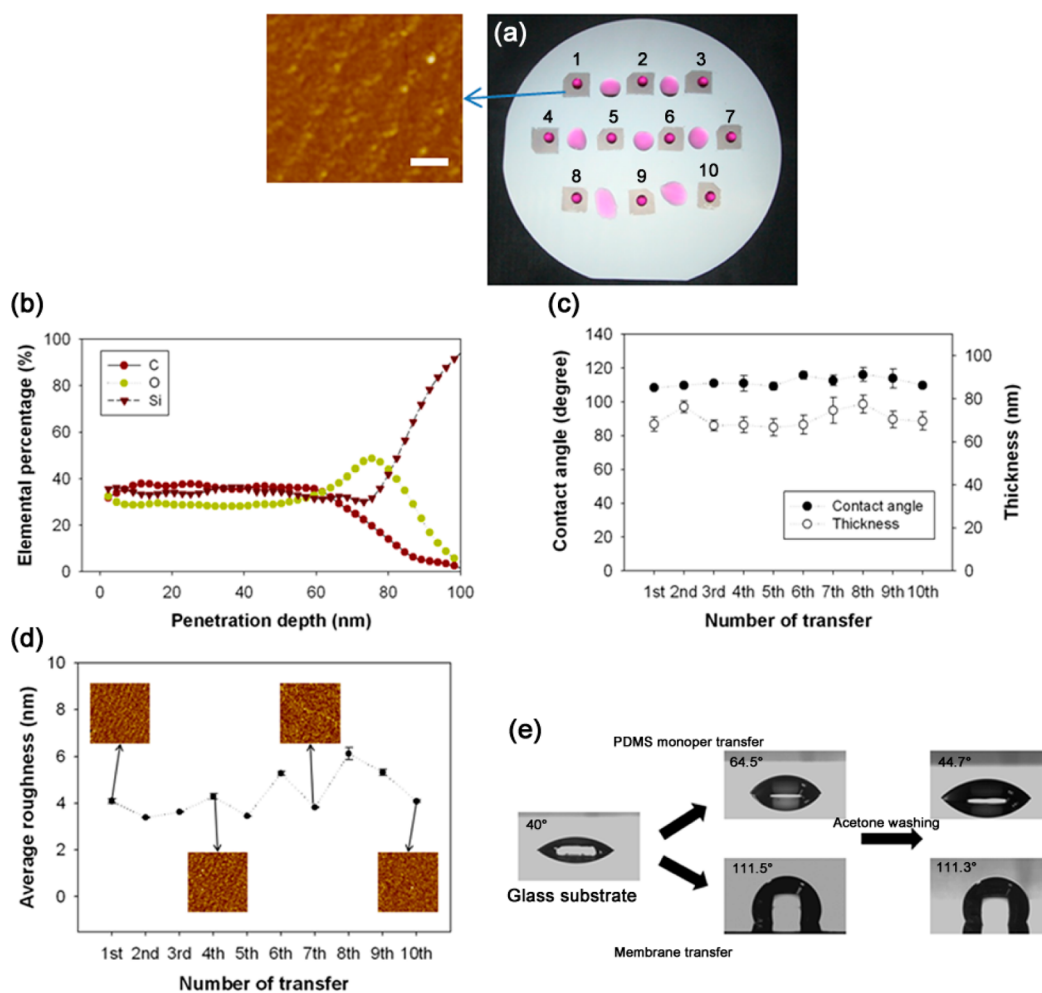 (a)
1 2 3
4 5 6 7
8 9 10
(b)
100
80
60
40
20
0
Elemental percentage (%)
C
O
Si
0 20 40 60 80 100
Penetration depth (nm)
(c)
140
120
100
80
60
40
20
0
Contact angle (degree)
Contact angle
Thickness
100
80
60
40
20
0
Thickness (nm)
1st 2nd 3rd 4th 5th 6th 7th 8th 9th 10th
Number of transfer
(d)
10
8
6
4
2
0
Average roughness (nm)
1st 2nd 3rd 4th 5th 6th 7th 8th 9th 10th
Number of transfer
(e)
PDMS monoper transfer
64.5°
44.7°
40°
Acetone washing
Glass substrate
111.5°
111.3°
Membrane transfer